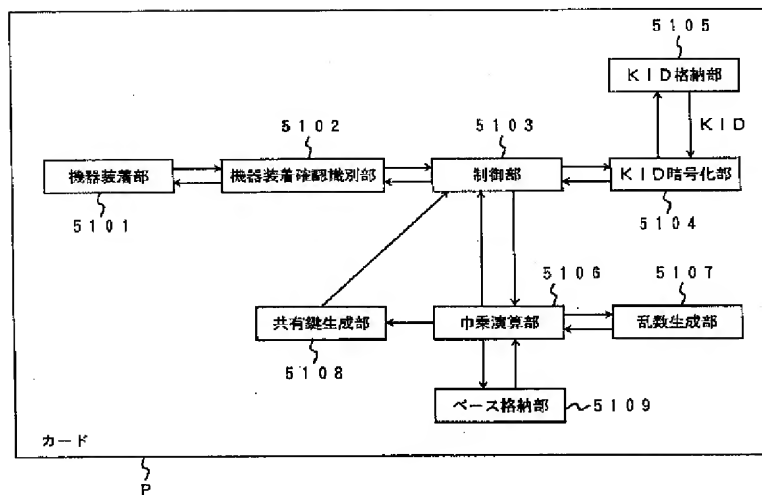 5105
KID格納部
KID
5102
5103
機器装着部
機器装着確認識別部
制御部
KID暗号化部
5101
5104
5106
5107
共有鍵生成部
巾乗演算部
乱数生成部
5108
ベース格納部
5109
カード
P